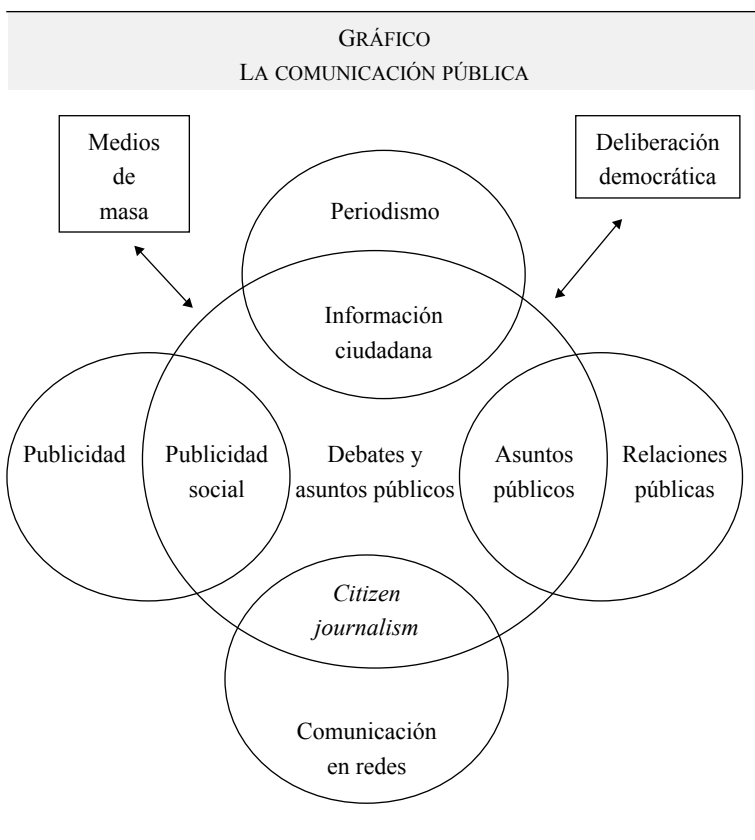 GRÁFICO
LA COMUNICACIÓN PÚBLICA
Medios
de
masa
Deliberación
democrática
Periodismo
Información
ciudadana
Publicidad
Publicidad
social
Debates y
asuntos públicos
Asuntos
públicos
Relaciones
públicas
Citizen
journalism
Comunicación
en redes